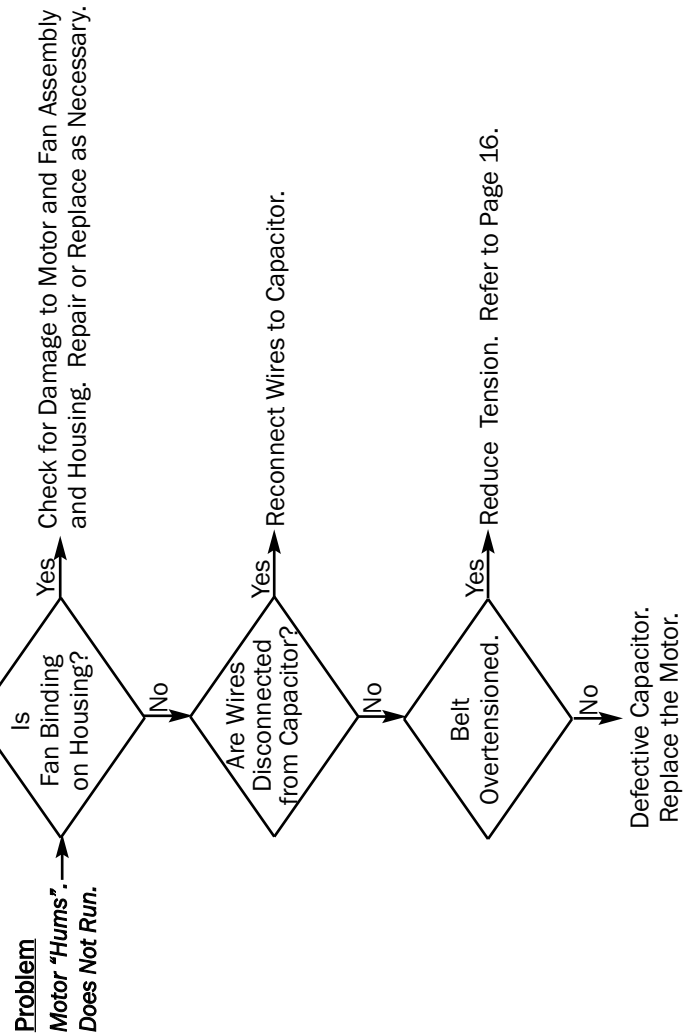 Problem
Motor “Hums”.
Does Not Run.
Is
Fan Binding
on Housing?
Yes
Check for Damage to Motor and Fan Assembly
and Housing.  Repair or Replace as Necessary.
No
Are Wires
Disconnected
from Capacitor?
Yes
Reconnect Wires to Capacitor.
No
Belt
Overtensioned.
Yes
Reduce Tension.  Refer to Page 16.
No
Defective Capacitor.
Replace the Motor.